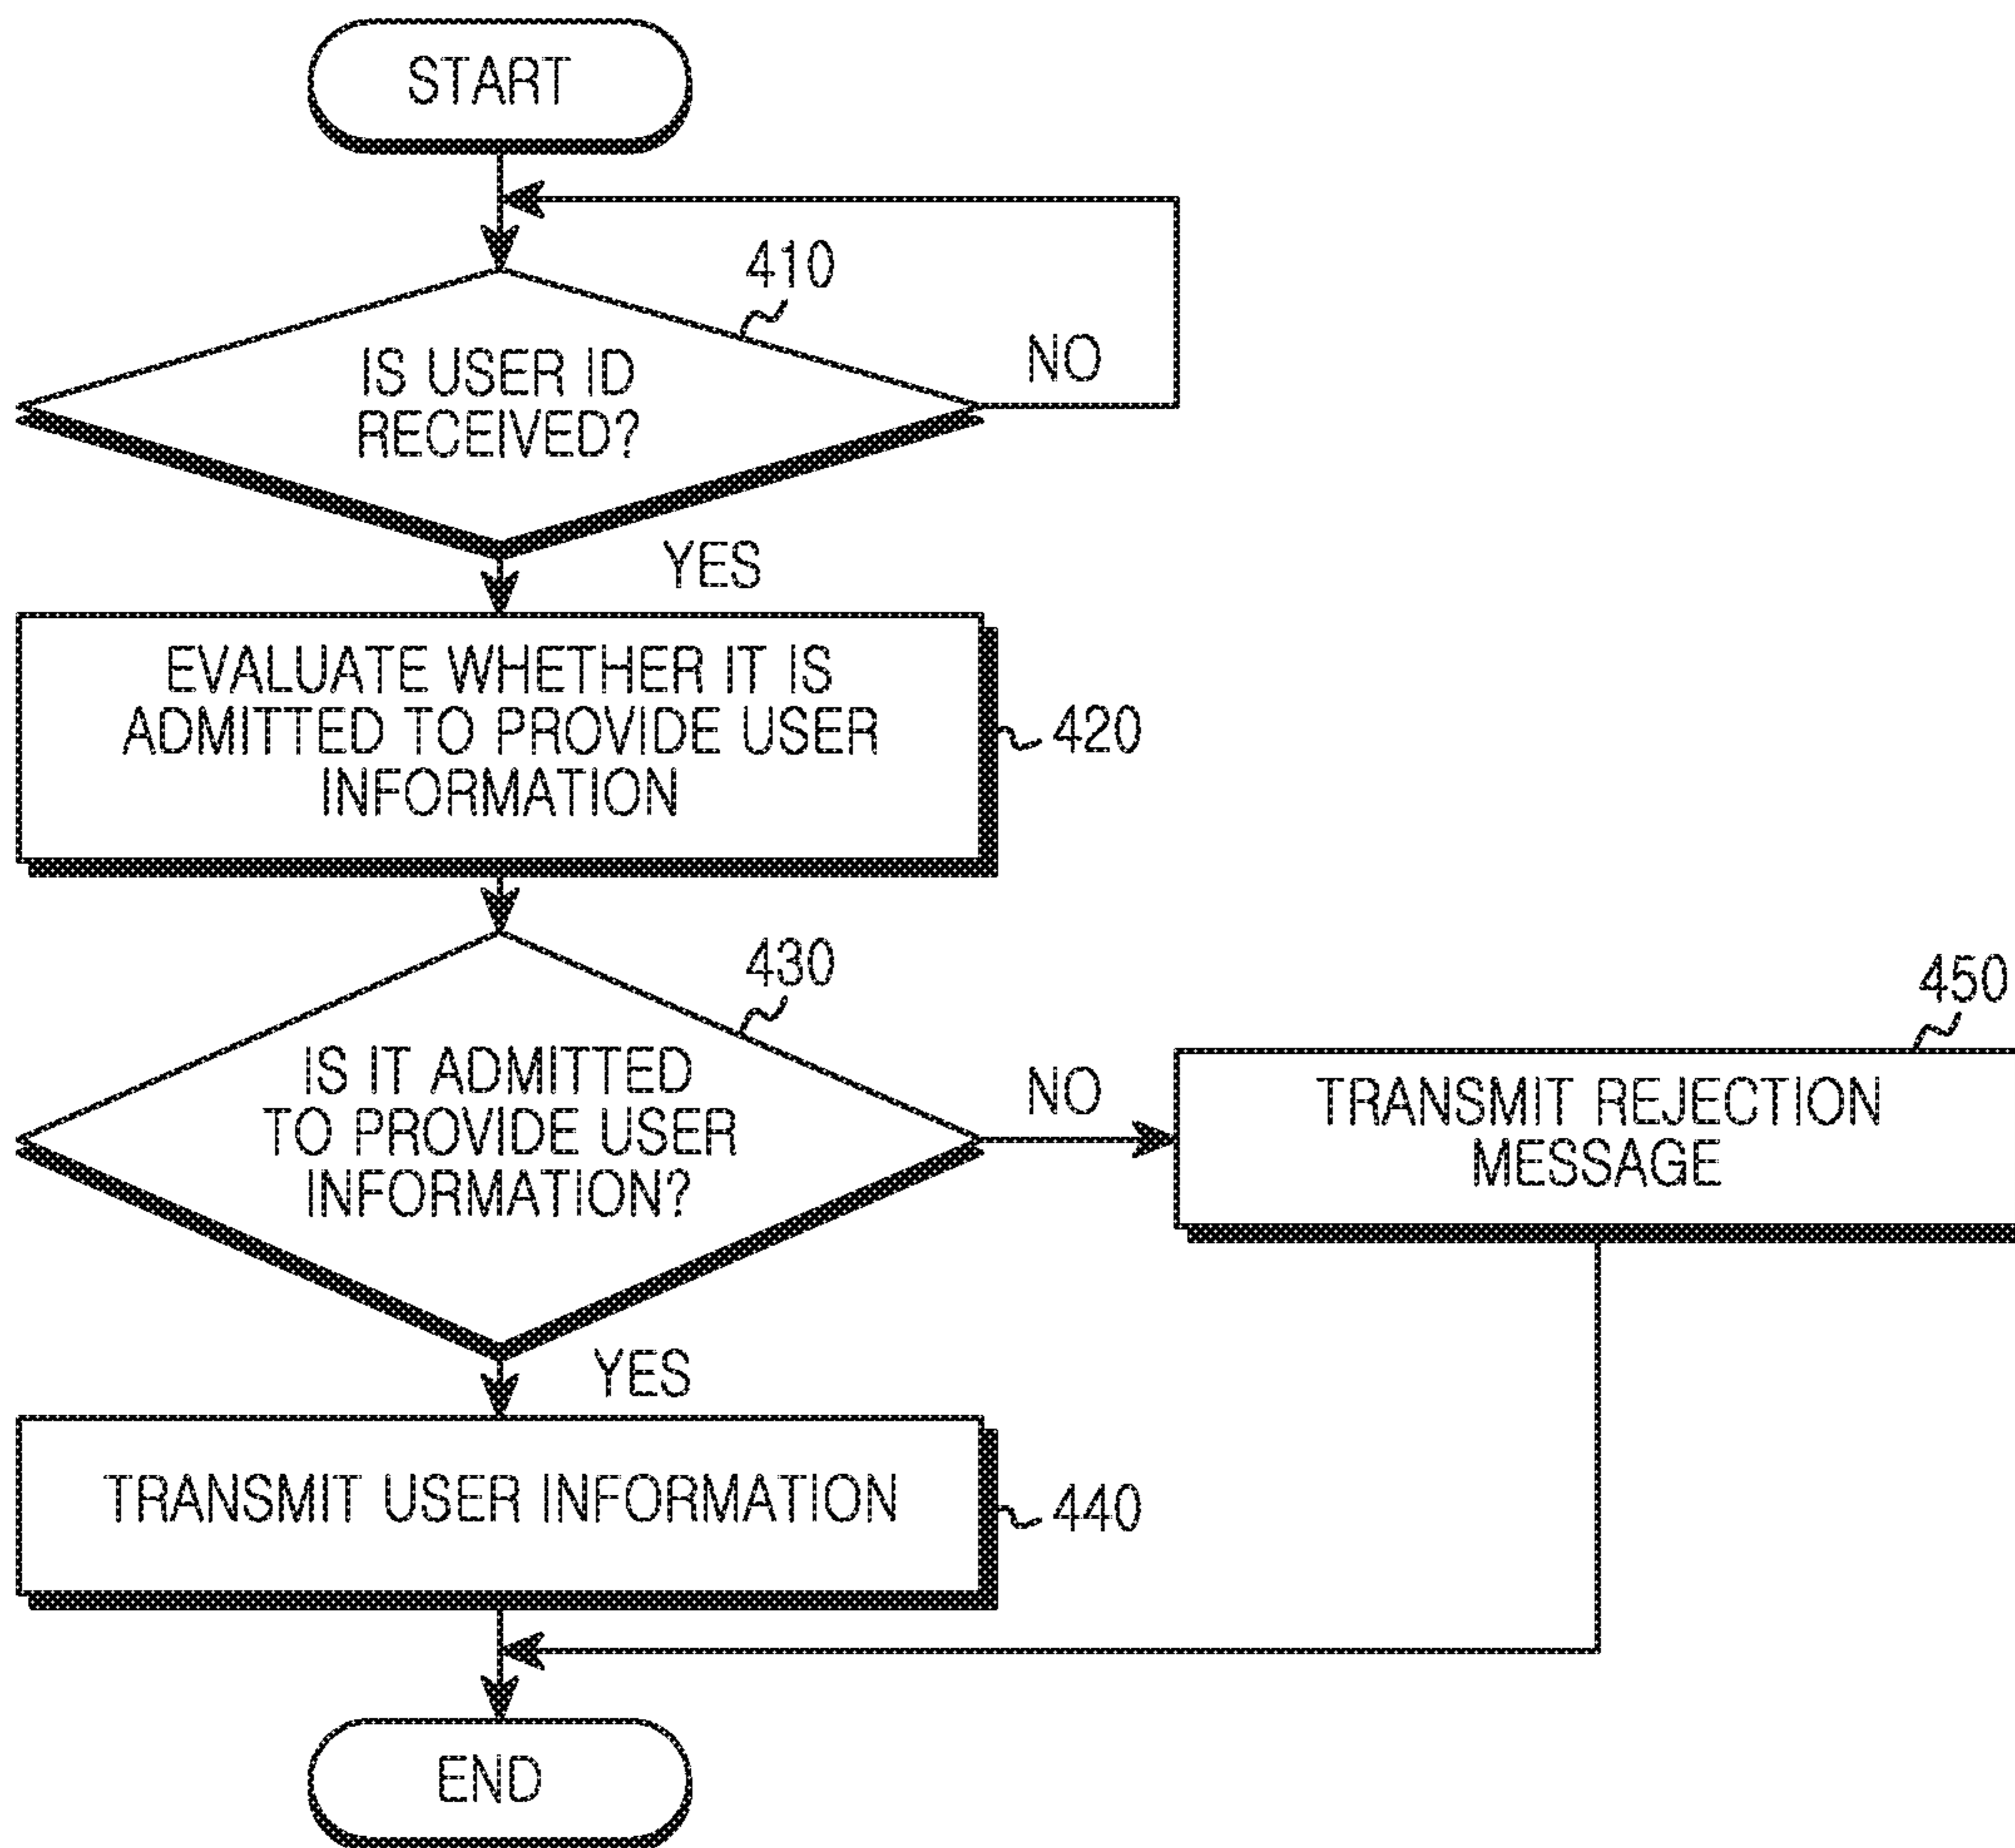 START
410
IS USER ID
RECEIVED?
NO
YES
EVALUATE WHETHER IT IS
ADMITTED TO PROVIDE USER
INFORMATION
420
430
IS IT ADMITTED
TO PROVIDE USER
INFORMATION?
NO
450
TRANSMIT REJECTION
MESSAGE
YES
TRANSMIT USER INFORMATION
440
END